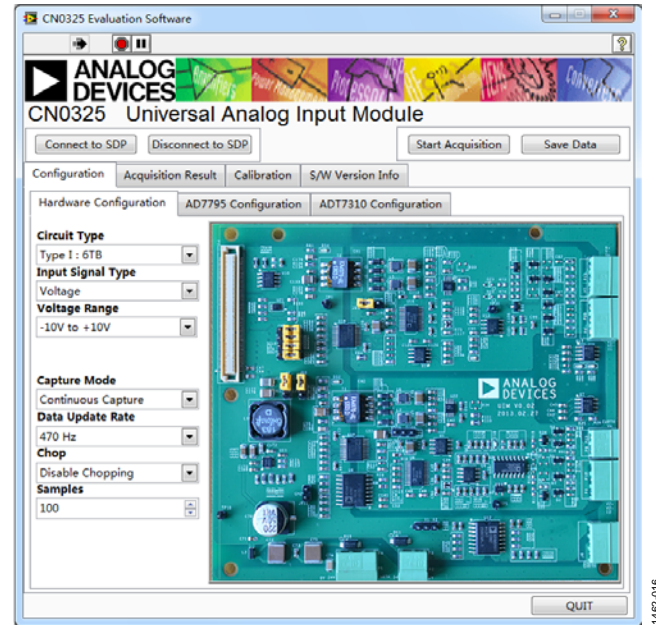 CN0325 Evaluation Software
ANALOG
DEVICES
CN0325 Universal Analog Input Module
Connect to SDP
Disconnect to SDP
Start Acquisition
Save Data
Configuration
Acquisition Result
Calibration
S/W Version Info
Hardware Configuration
AD7795 Configuration
ADT7310 Configuration
Circuit Type
Type I : 6TB
Input Signal Type
Voltage
Voltage Range
-10V to +10V
Capture Mode
Continuous Capture
Data Update Rate
470 Hz
Chop
Disable Chopping
Samples
100
ANALOG
DEVICES
2013.02.27
QUIT